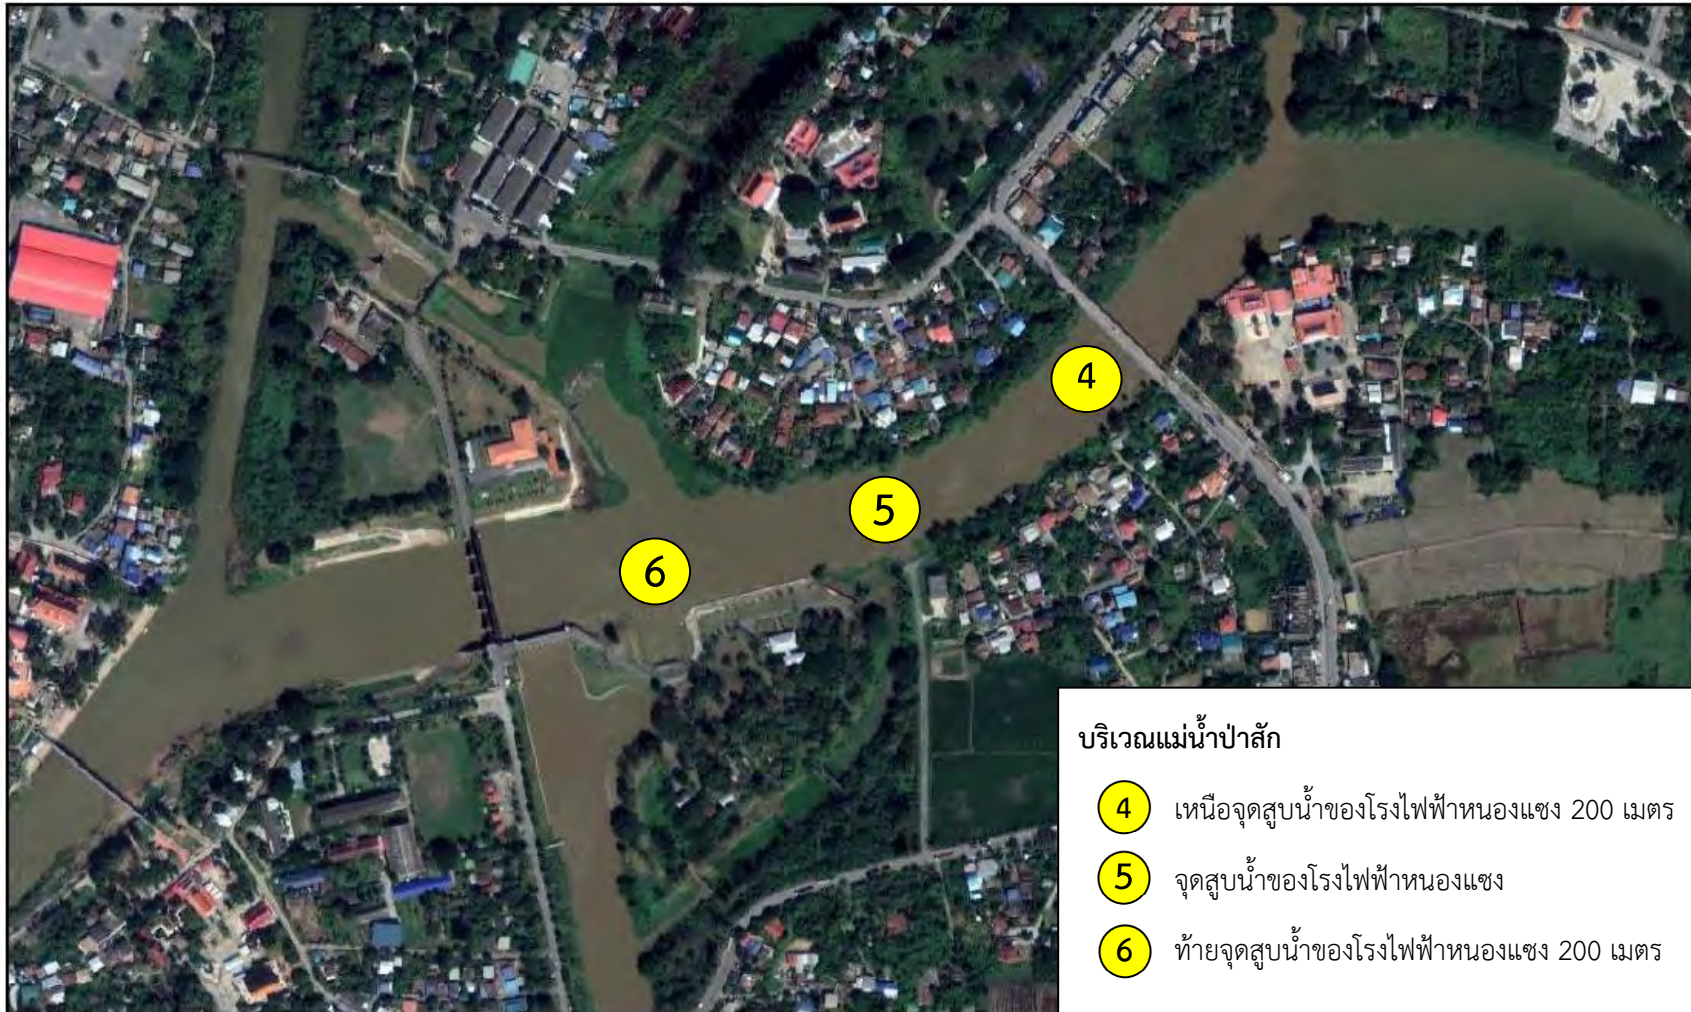 4
5
6
บริเวณแม่น้ำป่าสัก
4 เหนือจุดสูบน้ำของโรงไฟฟ้าหนองแซง 200 เมตร
5 จุดสูบน้ำของโรงไฟฟ้าหนองแซง
6 ท้ายจุดสูบน้ำของโรงไฟฟ้าหนองแซง 200 เมตร